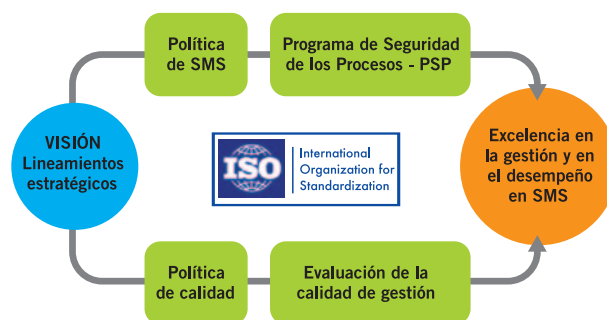 Política
de SMS
Programa de Seguridad
de los Procesos - PSP
VISIÓN
Lineamientos
estratégicos
ISO
International
Organization for
Standardization
Excelencia en
la gestión y en
el desempeño
en SMS
Política
de calidad
Evaluación de la
calidad de gestión